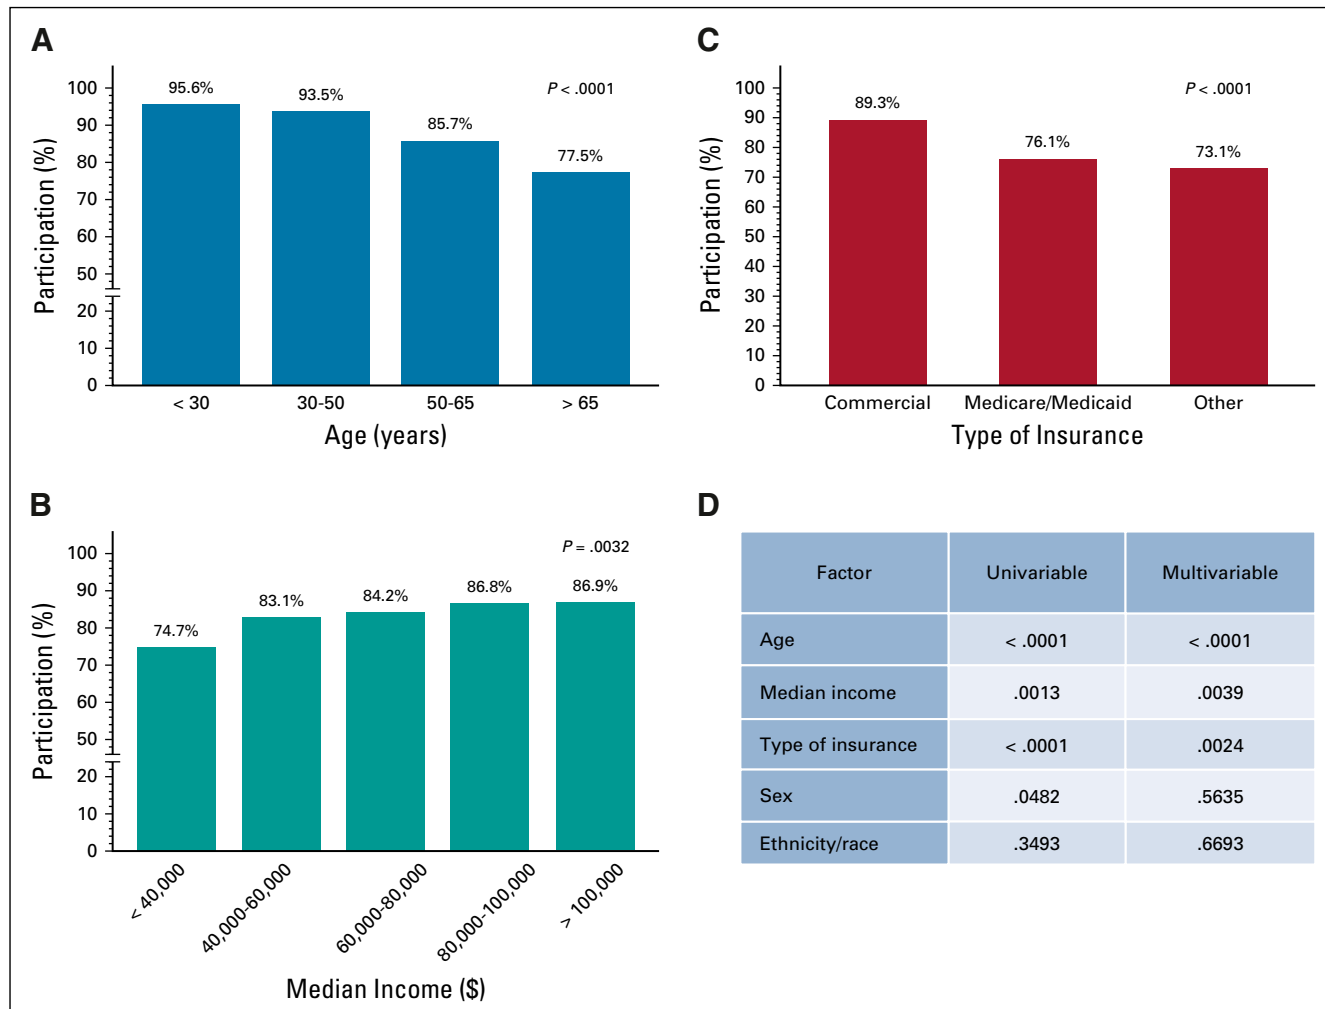 A
Participation (%)
100
90
80
70
60
50
20
10
0
95.6%
93.5%
85.7%
77.5%
P < .0001
< 30
30-50
50-65
> 65
Age (years)
C
Participation (%)
100
90
80
70
60
50
40
30
20
10
0
89.3%
76.1%
73.1%
P < .0001
Commercial
Medicare/Medicaid
Other
Type of Insurance
B
Participation (%)
100
90
80
70
60
50
20
10
0
74.7%
83.1%
84.2%
86.8%
86.9%
P = .0032
< 40,000
40,000-60,000
60,000-80,000
80,000-100,000
> 100,000
Median Income ($)
D
Factor Univariable Multivariable
Age < .0001 < .0001
Median income .0013 .0039
Type of insurance < .0001 .0024
Sex .0482 .5635
Ethnicity/race .3493 .6693